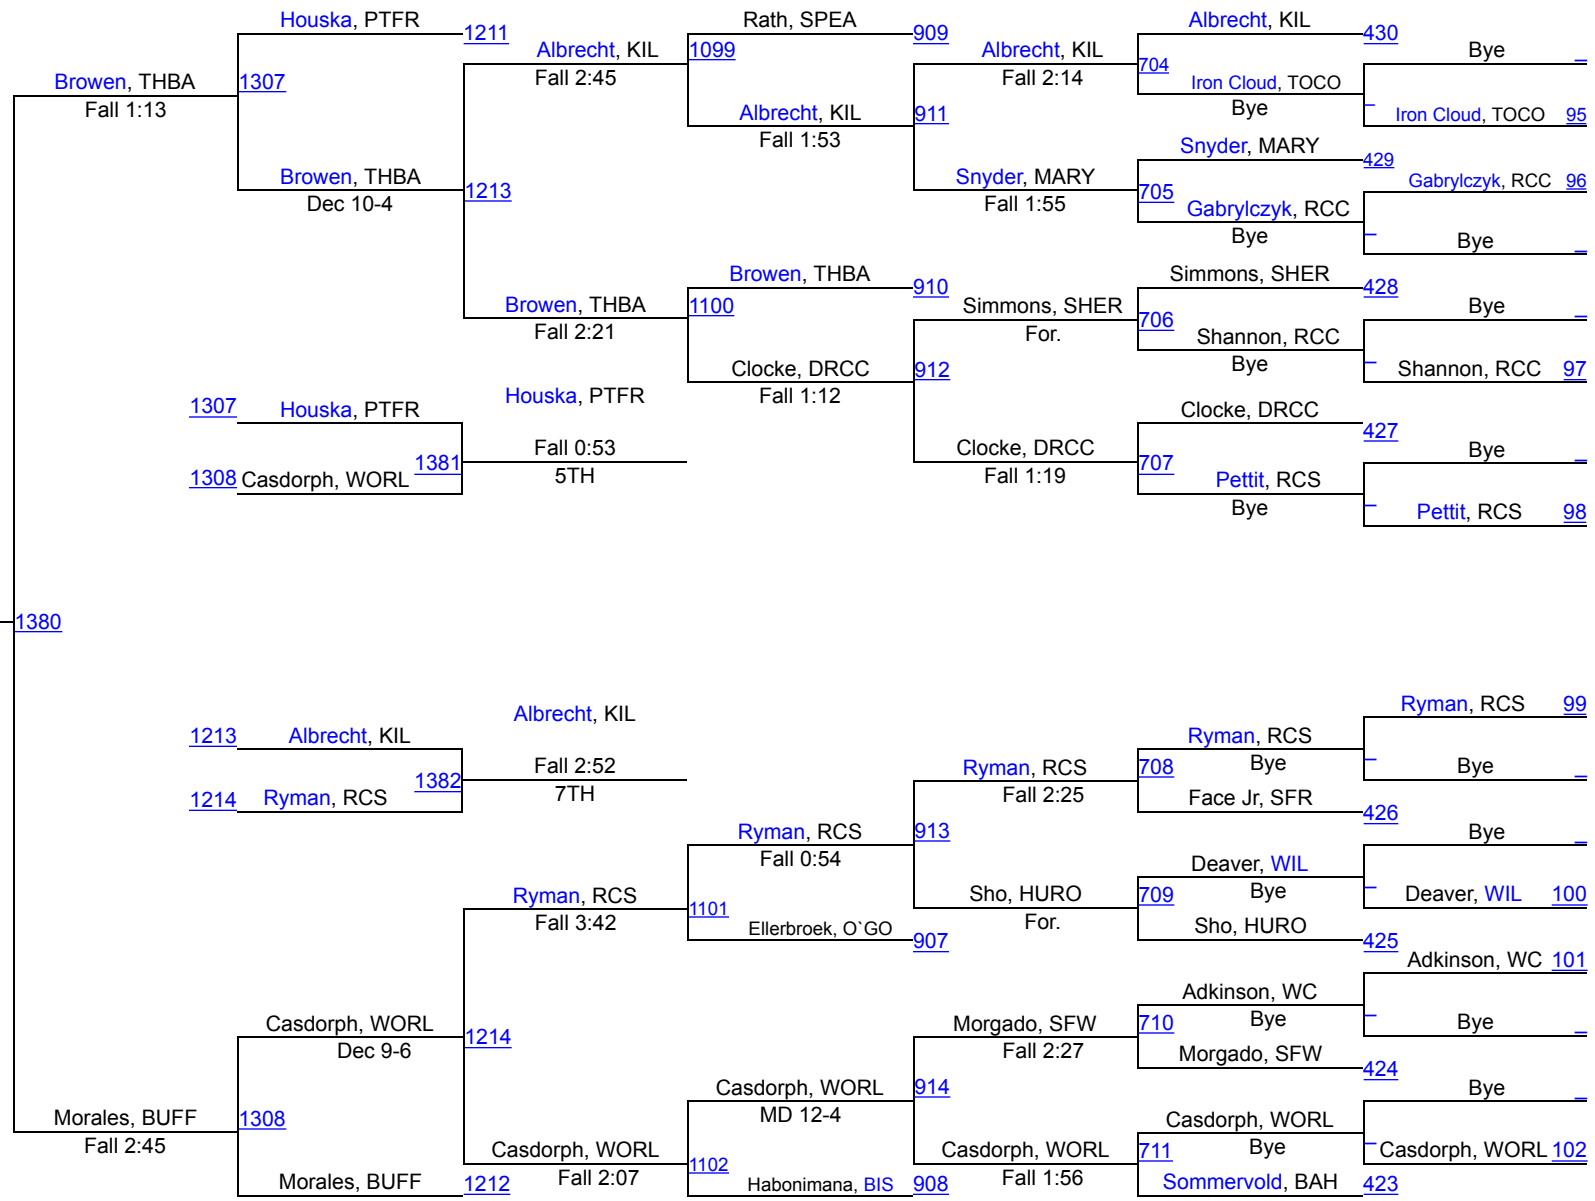 Houska, PTFR
1211
Rath, SPEA
909
Albrecht, KIL
430
Albrecht, KIL
Fall 2:45
1099
Albrecht, KIL
Fall 2:14
704
Bye
Browen, THBA
Fall 1:13
1307
Iron Cloud, TOCO
Bye
Albrecht, KIL
Fall 1:53
911
Iron Cloud, TOCO 95
Snyder, MARY
429
Browen, THBA
Dec 10-4
1213
Snyder, MARY
Fall 1:55
705
Gabrylczyk, RCC 96
Gabrylczyk, RCC
Bye
Bye
Browen, THBA
910
Simmons, SHER
428
Browen, THBA
Fall 2:21
1100
Simmons, SHER
For.
706
Bye
Shannon, RCC
Bye
Clocke, DRCC
Fall 1:12
912
Shannon, RCC 97
1307 Houska, PTFR
Houska, PTFR
Clocke, DRCC
427
1308 Casdorph, WORL
1381
Fall 0:53
5TH
Clocke, DRCC
Fall 1:19
707
Bye
Pettit, RCS
Bye
Pettit, RCS 98
1380
Albrecht, KIL
Ryman, RCS 99
1213 Albrecht, KIL
Ryman, RCS
Bye
1214 Ryman, RCS
1382
Fall 2:52
7TH
Ryman, RCS
Fall 2:25
708
Bye
Face Jr, SFR
426
Ryman, RCS
Fall 0:54
913
Bye
Deaver, WIL
Bye
Ryman, RCS
Fall 3:42
1101
Sho, HURO
For.
709
Deaver, WIL 100
Ellerbroek, O`GO
907
Sho, HURO
425
Adkinson, WC 101
Adkinson, WC
Bye
Casdorph, WORL
Dec 9-6
1214
Morgado, SFW
Fall 2:27
710
Bye
Morgado, SFW
424
Casdorph, WORL
MD 12-4
914
Bye
Morales, BUFF
Fall 2:45
1308
Casdorph, WORL
Bye
Casdorph, WORL
Fall 2:07
1102
Casdorph, WORL
Fall 1:56
711
Casdorph, WORL 102
Morales, BUFF
1212
Habonimana, BIS 908
Sommervold, BAH
423